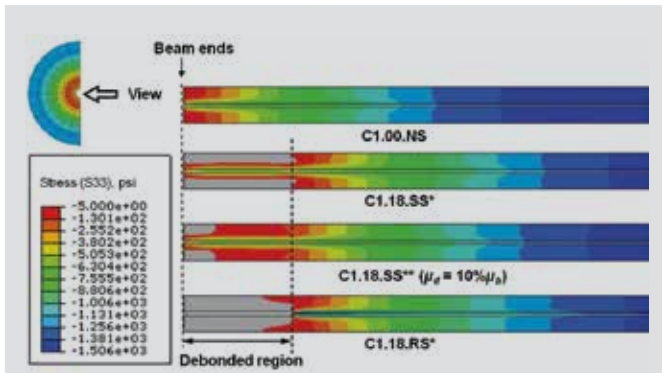 Beam ends
View
C1.00.NS
Stress (S33), psi
-5.000e+00
-1.301e+02
-2.552e+02
-3.802e+02
-5.053e+02
-6.304e+02
-7.555e+02
-8.806e+02
-1.006e+03
-1.131e+03
-1.256e+03
-1.381e+03
-1.506e+03
C1.18.SS*
C1.18.SS** (μd = 10%μb)
C1.18.RS*
Debonded region